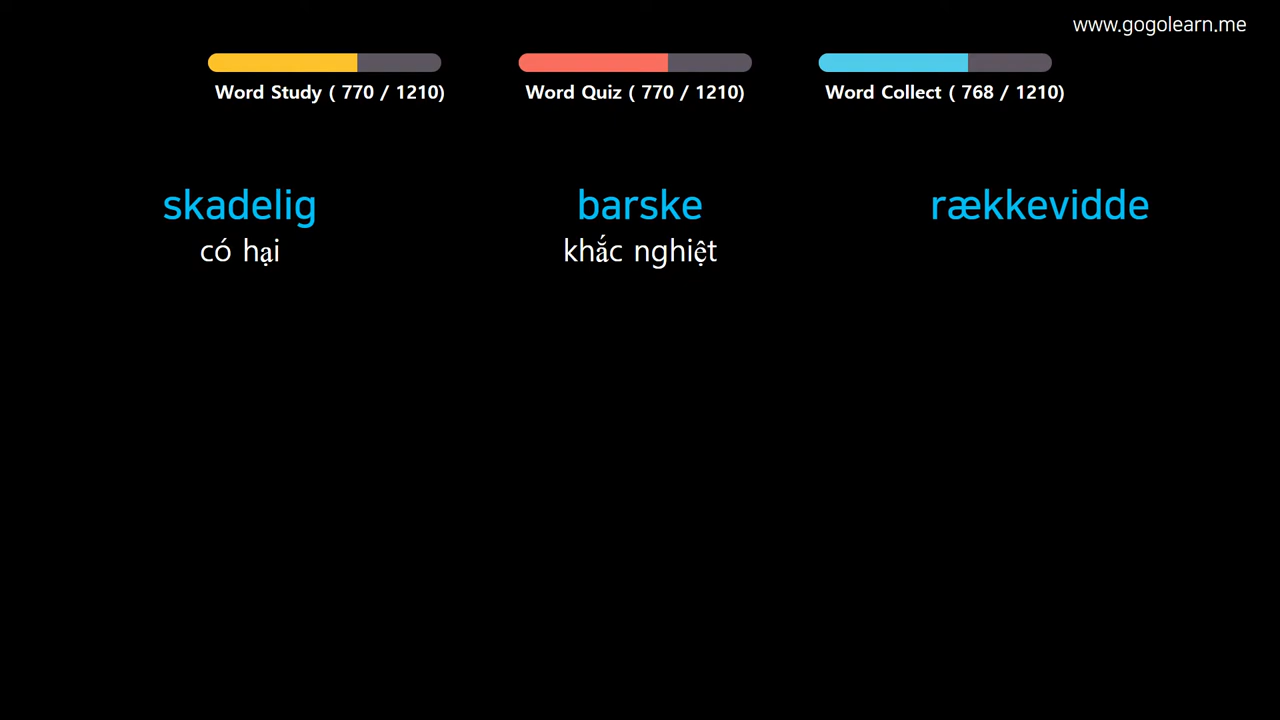 www.gogolearn.me
Word Study ( 770 / 1210)
Word Quiz ( 770 / 1210)
Word Collect ( 768 / 1210)
skadelig
có hại
barske
khắc nghiệt
rækkevidde